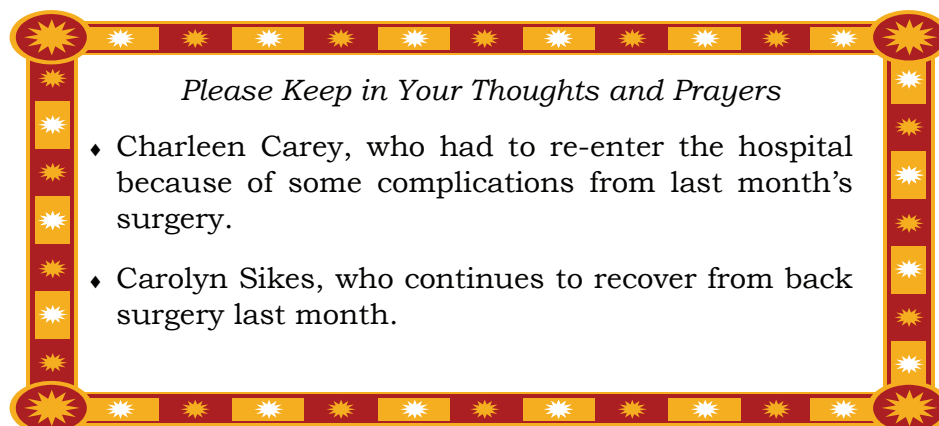 Please Keep in Your Thoughts and Prayers
♦ Charleen Carey, who had to re-enter the hospital
because of some complications from last month's
surgery.
♦ Carolyn Sikes, who continues to recover from back
surgery last month.